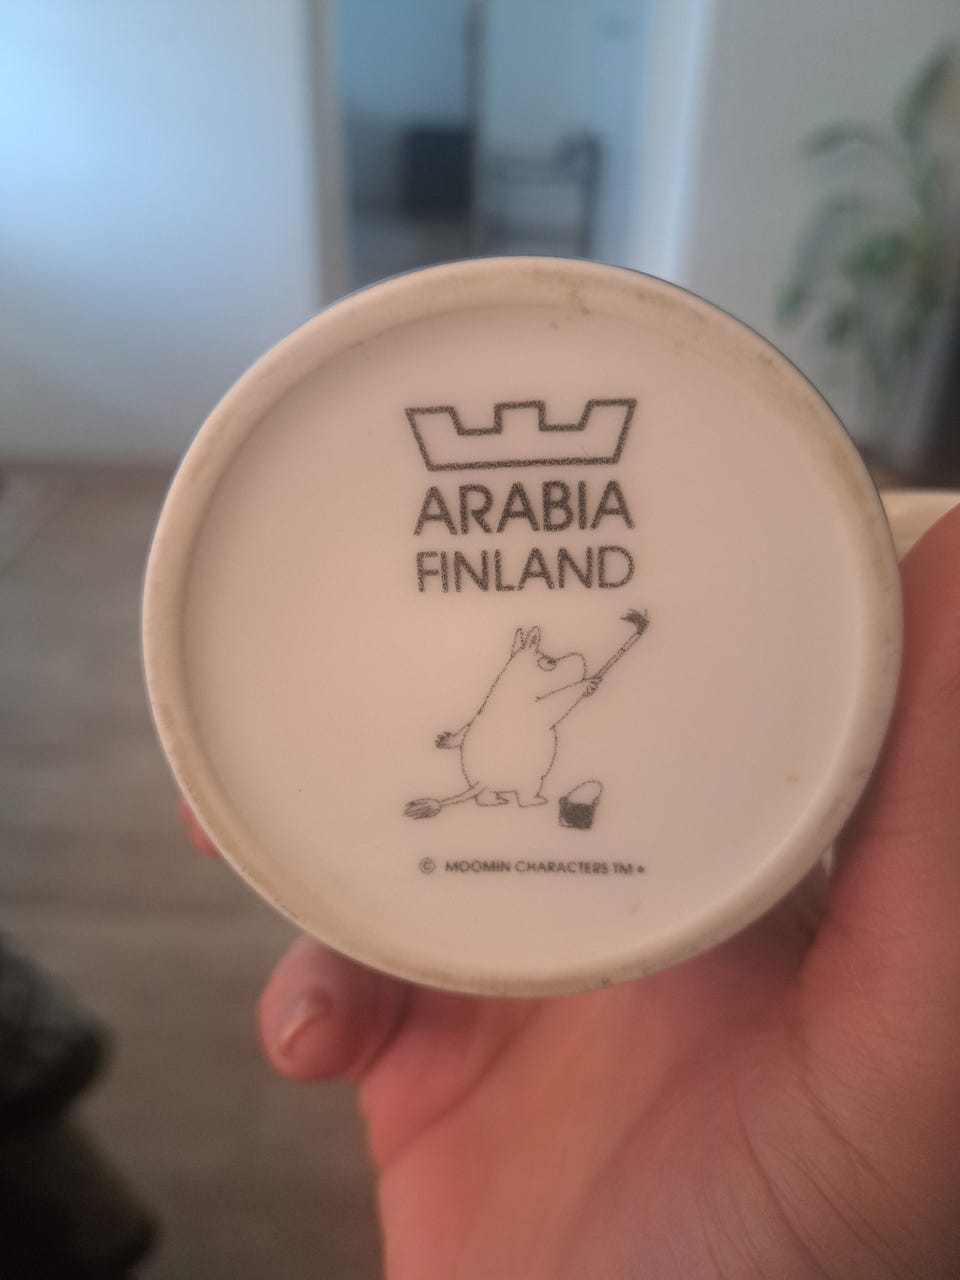 ARABIA
FINLAND
© MOOMIN CHARACTERS TM •